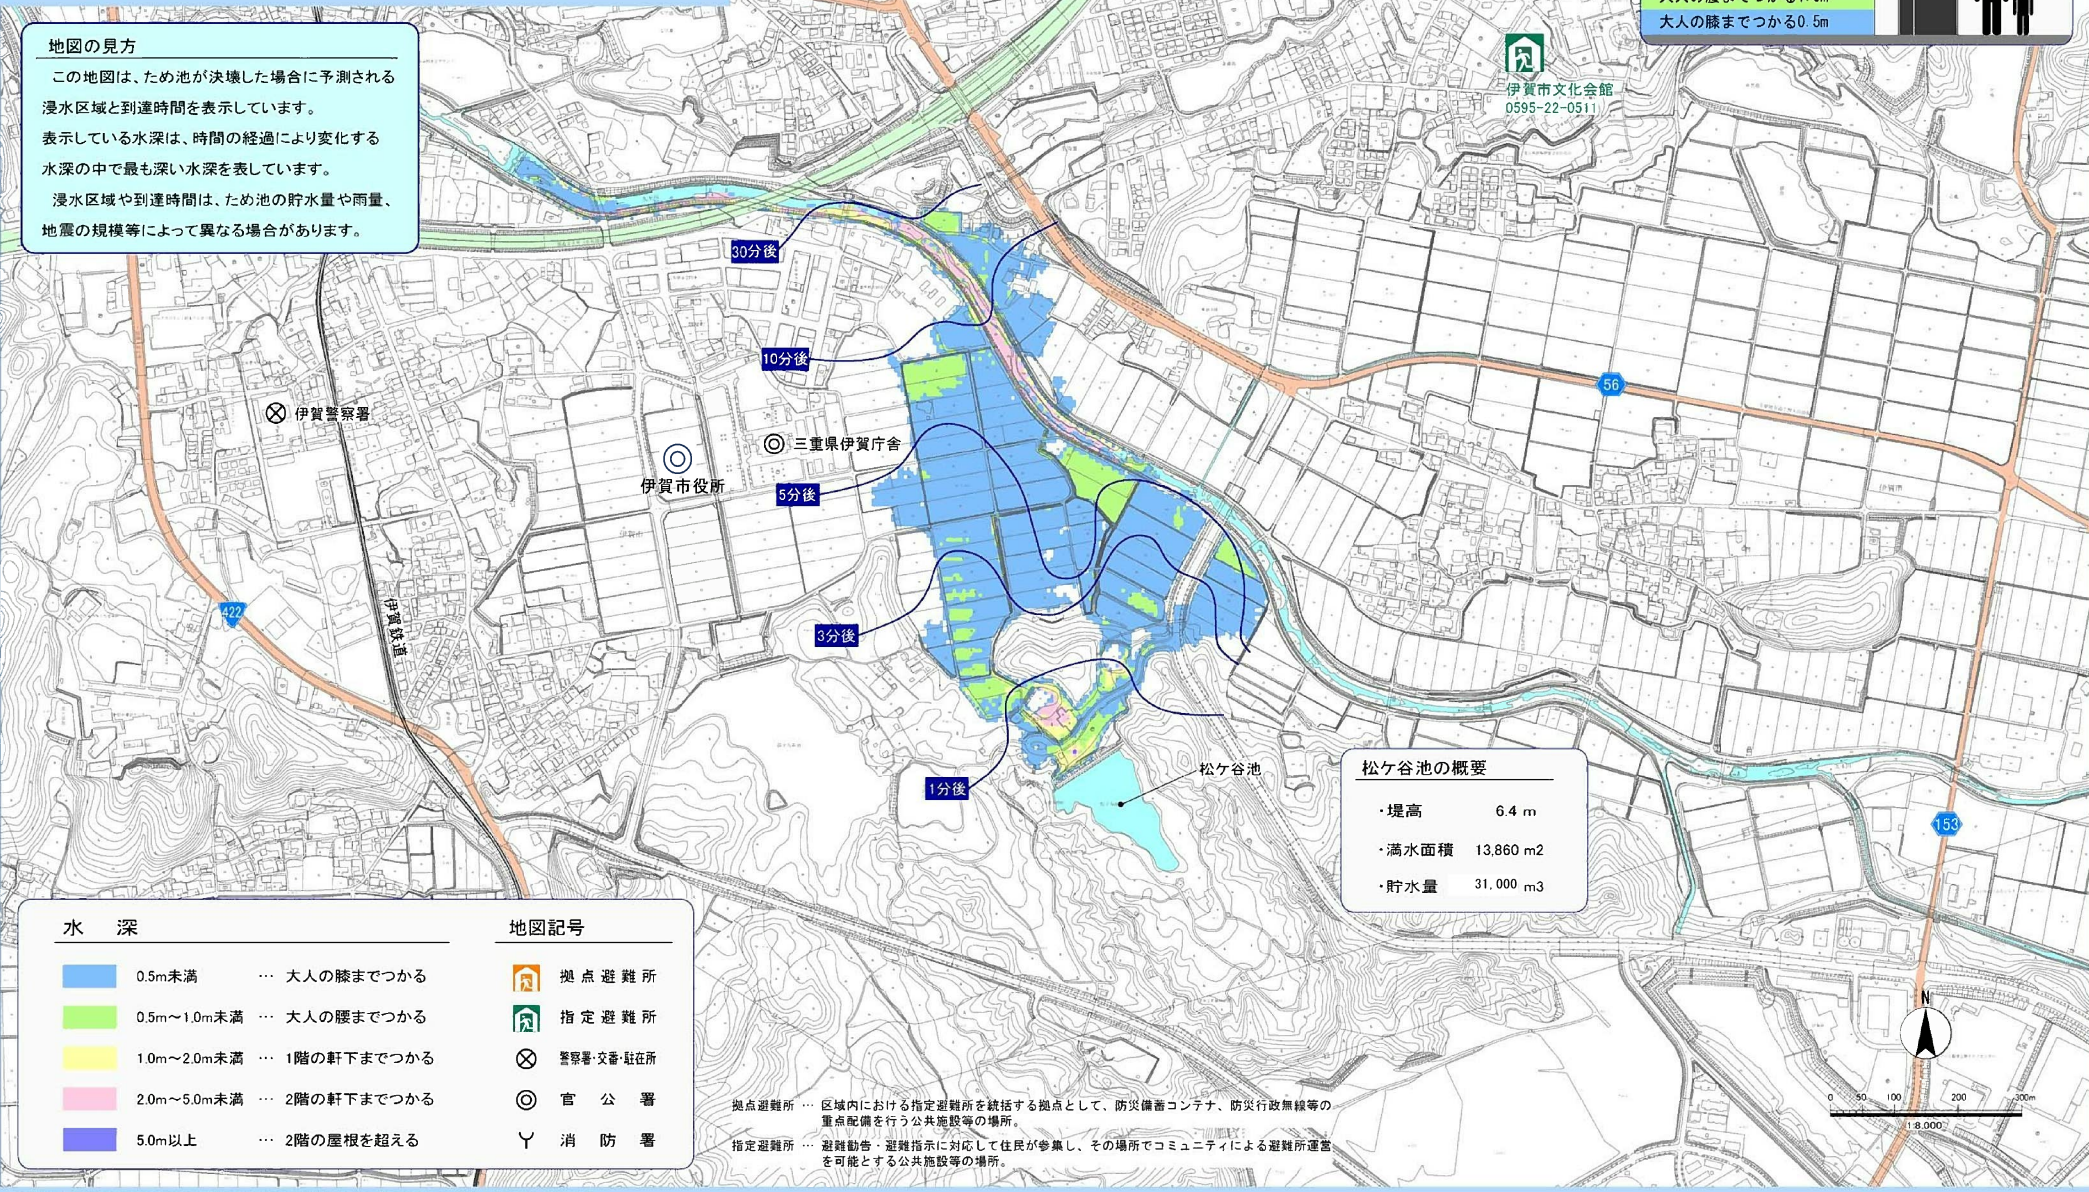 地図の見方
この地図は、ため池が決壊した場合に予測される
浸水区域と到達時間を表示しています。
表示している水深は、時間の経過により変化する
水深の中で最も深い水深を表しています。
浸水区域や到達時間は、ため池の貯水量や雨量、
地震の規模等によって異なる場合があります。
大人の膝までつかる0.5m
伊賀市文化会館
0595-22-0511
30分後
10分後
56
伊賀警察署
三重県伊賀庁舎
伊賀市役所
5分後
422
伊賀鉄道
3分後
1分後
松ケ谷池
松ケ谷池の概要
・堤高 6.4 m
・満水面積 13,860 m2
・貯水量 31,000 m3
153
水 深
0.5m未満 … 大人の膝までつかる
0.5m～1.0m未満 … 大人の腰までつかる
1.0m～2.0m未満 … 1階の軒下までつかる
2.0m～5.0m未満 … 2階の軒下までつかる
5.0m以上 … 2階の屋根を超える
地図記号
拠点避難所
指定避難所
警察署・交番・駐在所
官公署
消防署
拠点避難所 … 区域内における指定避難所を統括する拠点として、防災備蓄コンテナ、防災行政無線等の
重点配備を行う公共施設等の場所。
指定避難所 … 避難勧告・避難指示に対応して住民が参集し、その場所でコミュニティによる避難所運営
を可能とする公共施設等の場所。
N
0 50 100 200 300m
1:8,000